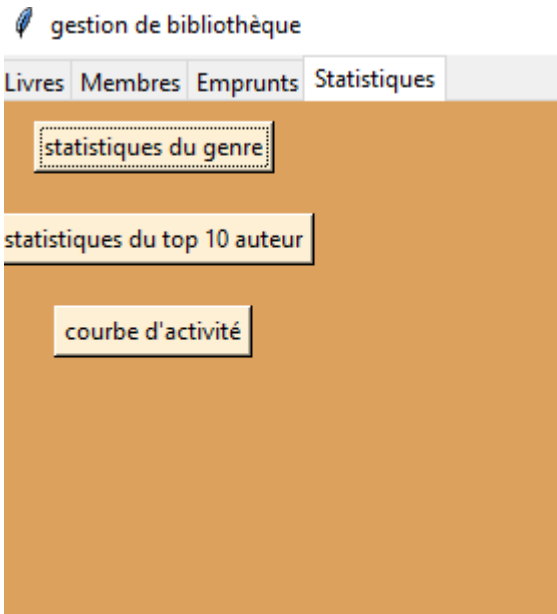 gestion de bibliothèque
Livres Membres Emprunts Statistiques
statistiques du genre
statistiques du top 10 auteur
courbe d'activité